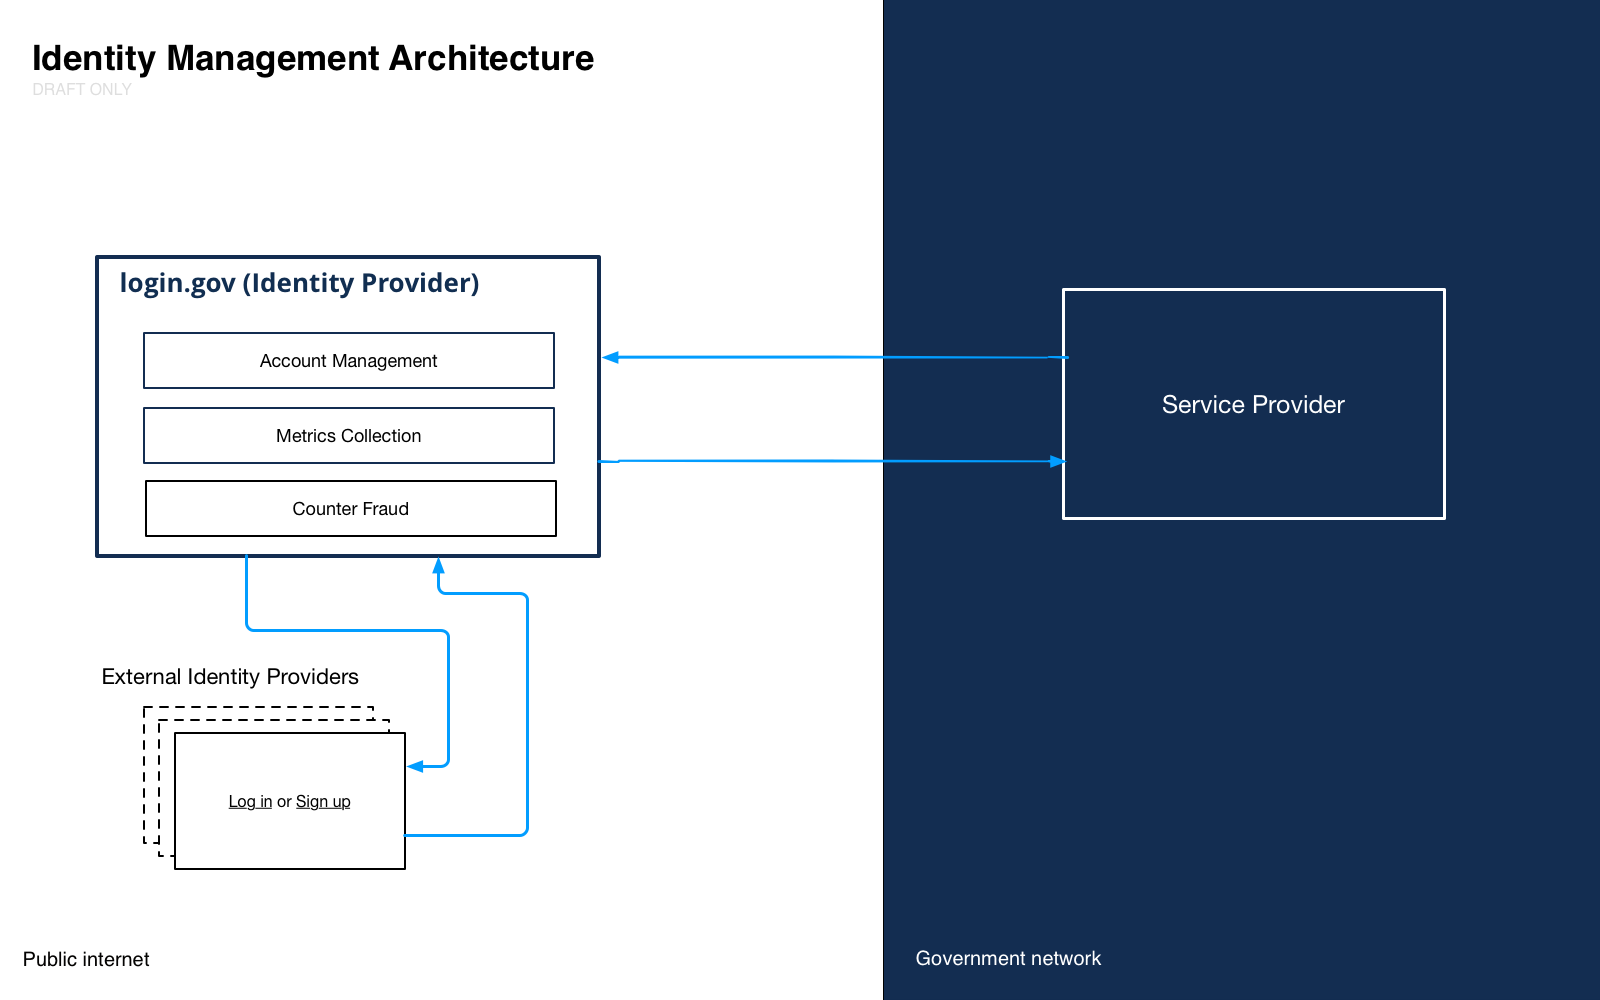 Identity Management Architecture
DRAFT ONLY
login.gov (Identity Provider)
Account Management
Metrics Collection
Counter Fraud
Service Provider
External Identity Providers
Log in or Sign up
Public internet
Government network